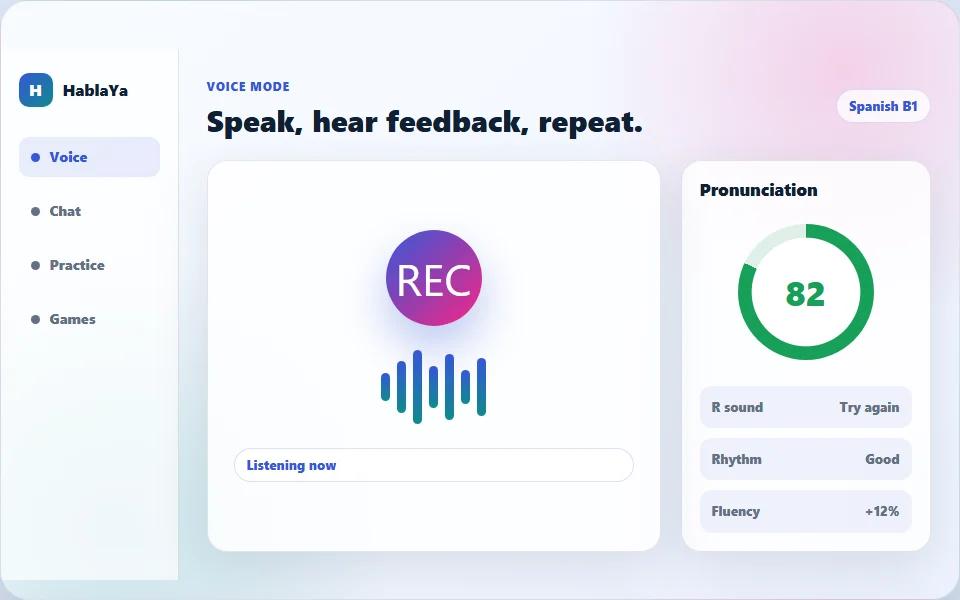 H HablaYa
Voice
Chat
Practice
Games
VOICE MODE
Speak, hear feedback, repeat.
Spanish B1
REC
Listening now
Pronunciation
82
R sound Try again
Rhythm Good
Fluency +12%